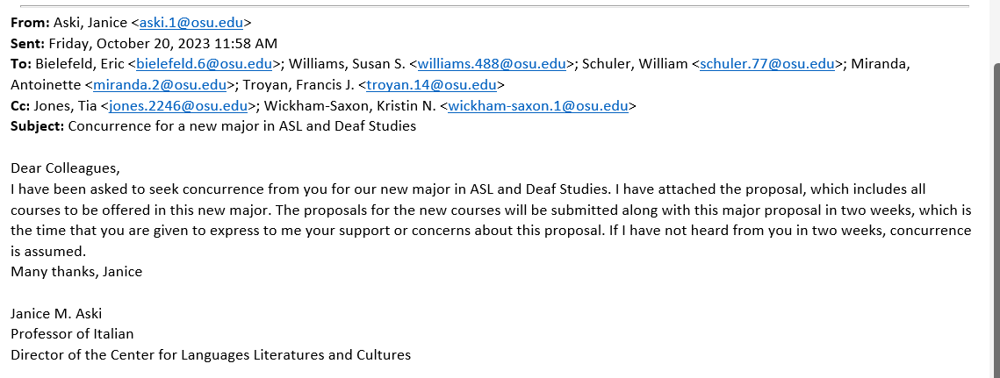 From: Aski, Janice <aski.1@osu.edu>
Sent: Friday, October 20, 2023 11:58 AM
To: Bielefeld, Eric <bielefeld.6@osu.edu>; Williams, Susan S. <williams.488@osu.edu>; Schuler, William <schuler.77@osu.edu>; Miranda,
Antoinette <miranda.2@osu.edu>; Troyan, Francis J. <troyan.14@osu.edu>
Cc: Jones, Tia <jones.2246@osu.edu>; Wickham-Saxon, Kristin N. <wickham-saxon.1@osu.edu>
Subject: Concurrence for a new major in ASL and Deaf Studies
Dear Colleagues,
I have been asked to seek concurrence from you for our new major in ASL and Deaf Studies. I have attached the proposal, which includes all
courses to be offered in this new major. The proposals for the new courses will be submitted along with this major proposal in two weeks, which is
the time that you are given to express to me your support or concerns about this proposal. If I have not heard from you in two weeks, concurrence
is assumed.
Many thanks, Janice
Janice M. Aski
Professor of Italian
Director of the Center for Languages Literatures and Cultures